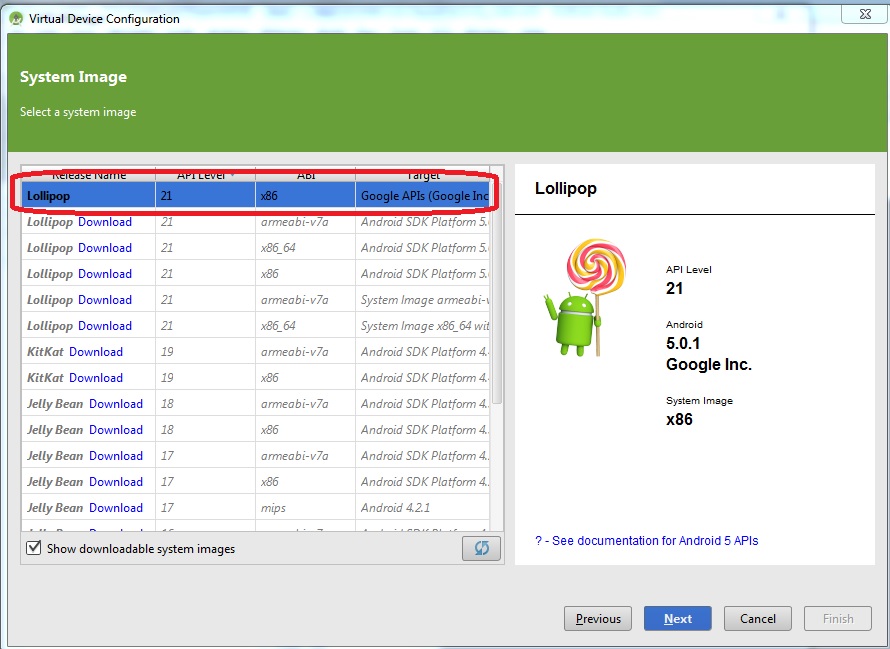 Virtual Device Configuration
System Image
Select a system image
Release Name API Level ABI Target
Lollipop 21 x86 Google APIs (Google Inc
Lollipop Download 21 armeabi-v7a Android SDK Platform 5.
Lollipop Download 21 x86_64 Android SDK Platform 5.
Lollipop Download 21 x86 Android SDK Platform 5.
Lollipop Download 21 armeabi-v7a System Image armeabi-v
Lollipop Download 21 x86_64 System Image x86_64 wit
KitKat Download 19 armeabi-v7a Android SDK Platform 4.
KitKat Download 19 x86 Android SDK Platform 4.
Jelly Bean Download 18 armeabi-v7a Android SDK Platform 4.
Jelly Bean Download 18 x86 Android SDK Platform 4.
Jelly Bean Download 17 armeabi-v7a Android SDK Platform 4.
Jelly Bean Download 17 x86 Android SDK Platform 4.
Jelly Bean Download 17 mips Android 4.2.1
Show downloadable system images
Lollipop
API Level
21
Android
5.0.1
Google Inc.
System Image
x86
? - See documentation for Android 5 APIs
Previous Next Cancel Finish